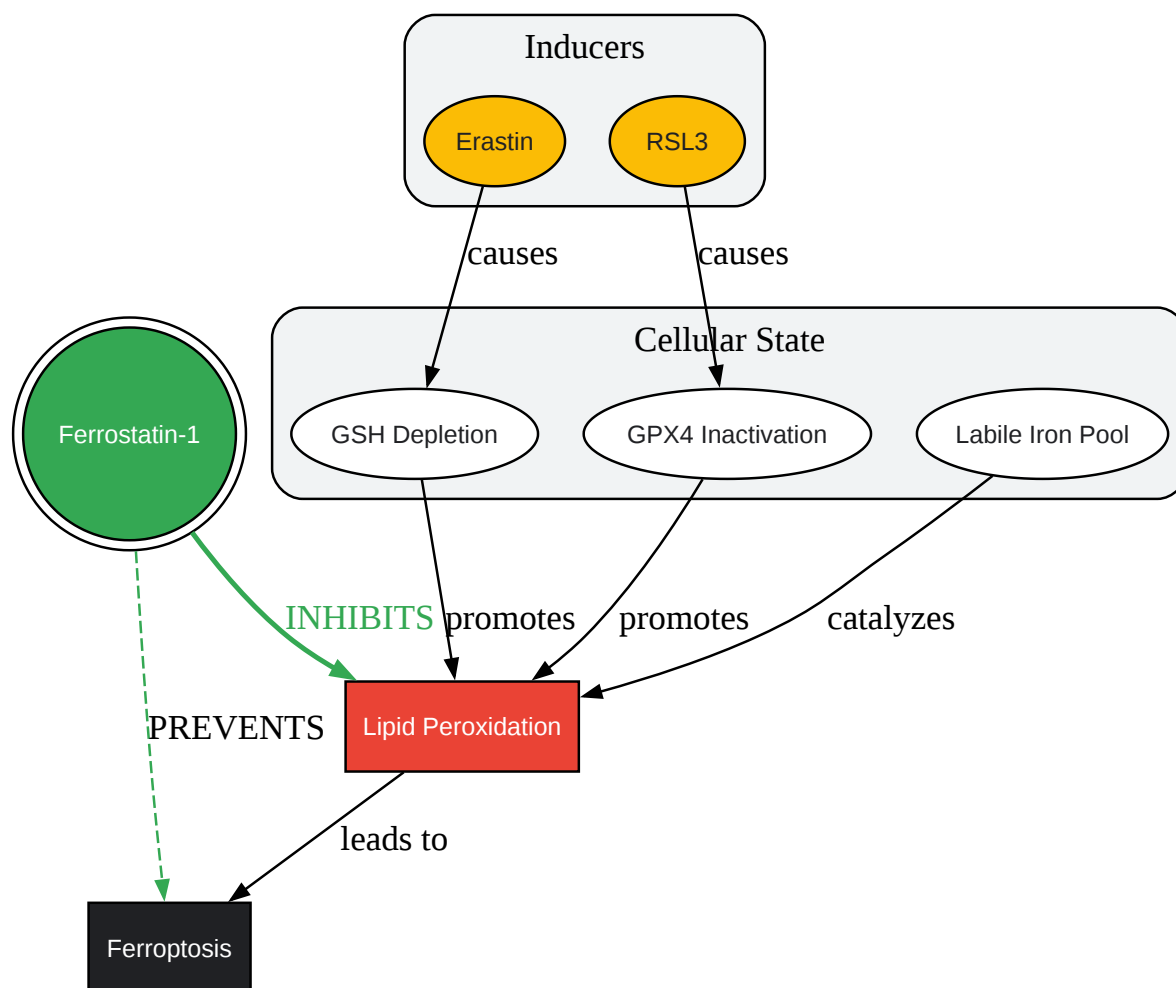 Inducers
Erastin
RSL3
causes
causes
Cellular State
Ferrostatin-1
GSH Depletion
GPX4 Inactivation
Labile Iron Pool
INHIBITS
promotes
promotes
catalyzes
PREVENTS
Lipid Peroxidation
leads to
Ferroptosis